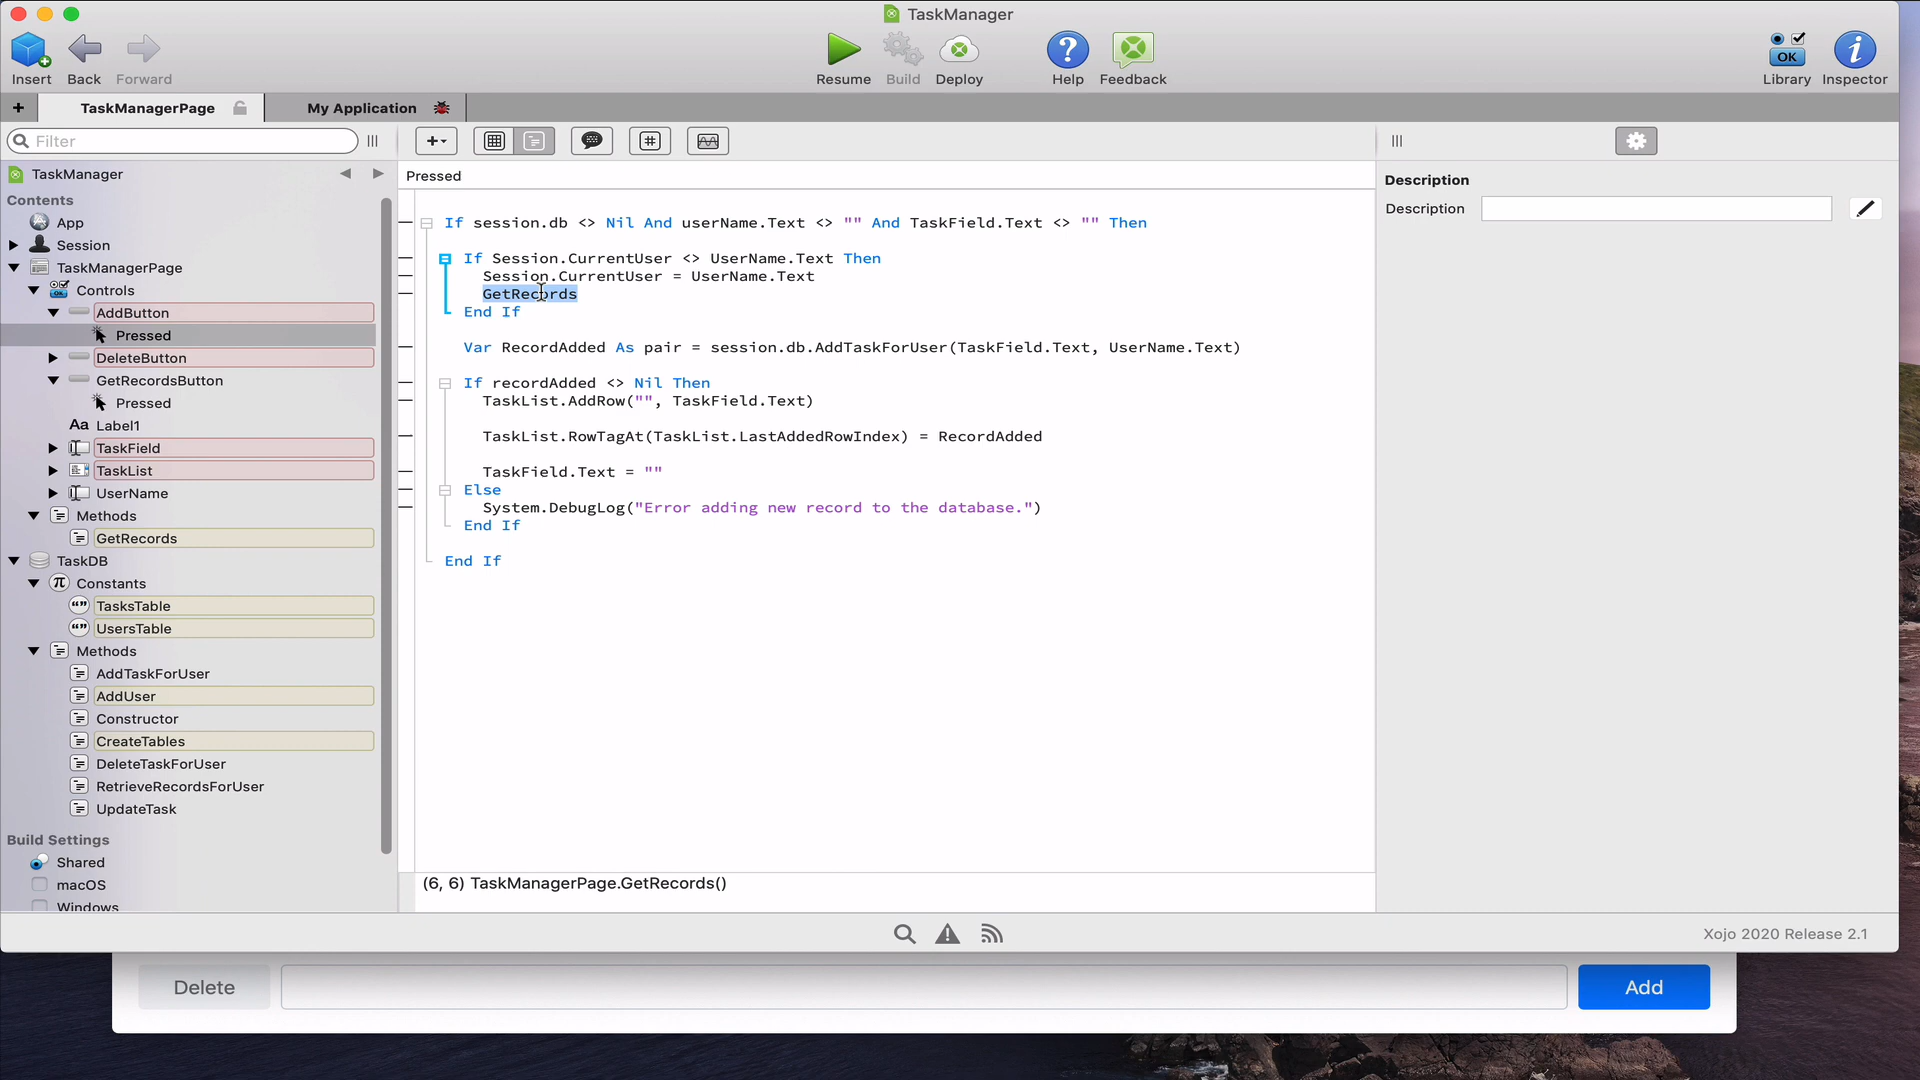 TaskManager
Insert
Back
Forward
Resume
Build
Deploy
Help
Feedback
OK
Library
Inspector
+
TaskManagerPage
My Application
Filter
TaskManager
Contents
App
Session
TaskManagerPage
Controls
AddButton
Pressed
DeleteButton
GetRecordsButton
Pressed
Aa Label1
TaskField
TaskList
UserName
Methods
GetRecords
TaskDB
π Constants
“” TasksTable
“” UsersTable
Methods
AddTaskForUser
AddUser
Constructor
CreateTables
DeleteTaskForUser
RetrieveRecordsForUser
UpdateTask
Build Settings
Shared
macOS
Windows
Pressed
If session.db <> Nil And userName.Text <> "" And TaskField.Text <> "" Then
If Session.CurrentUser <> UserName.Text Then
Session.CurrentUser = UserName.Text
GetRecords
End If
Var RecordAdded As pair = session.db.AddTaskForUser(TaskField.Text, UserName.Text)
If recordAdded <> Nil Then
TaskList.AddRow("", TaskField.Text)
TaskList.RowTagAt(TaskList.LastAddedRowIndex) = RecordAdded
TaskField.Text = ""
Else
System.DebugLog("Error adding new record to the database.")
End If
End If
(6, 6) TaskManagerPage.GetRecords()
Description
Description
Xojo 2020 Release 2.1
Delete
Add